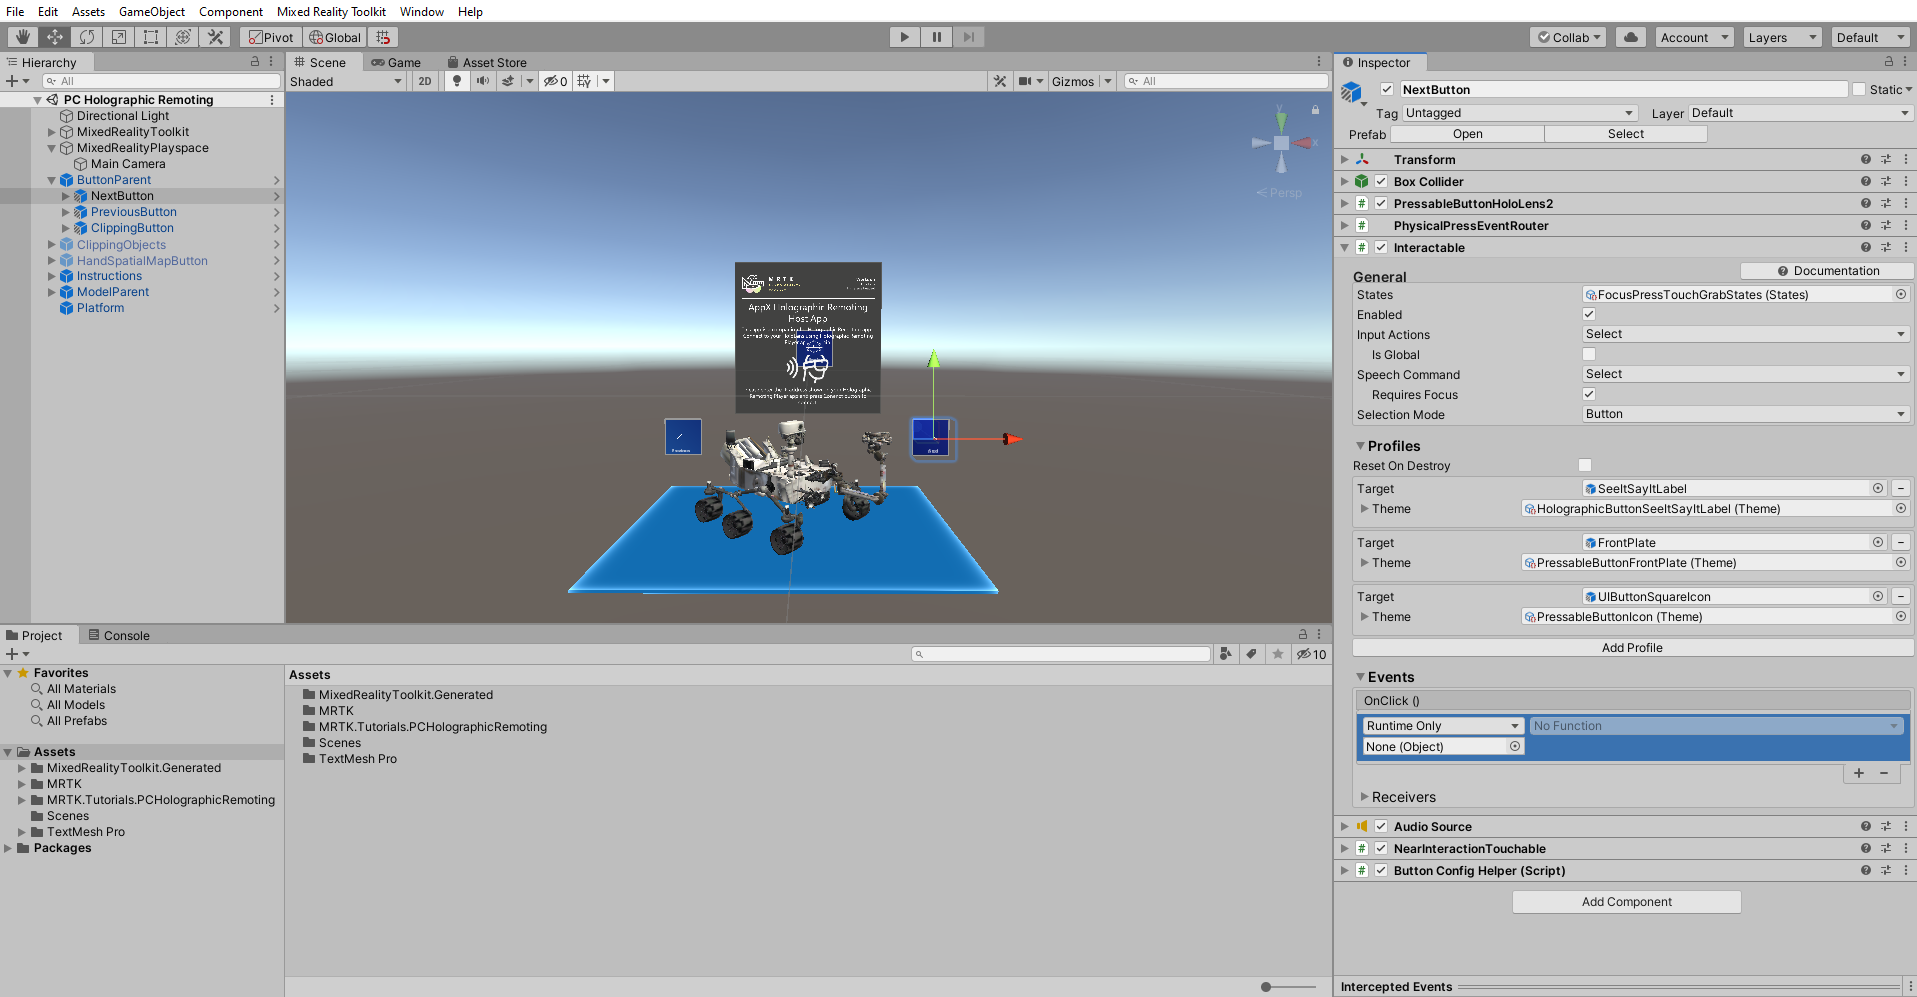 File Edit Assets GameObject Component Mixed Reality Toolkit Window Help
Pivot Global Collab Account Layers Default
Hierarchy
All
PC Holographic Remoting
Directional Light
MixedRealityToolkit
MixedRealityPlayspace
Main Camera
ButtonParent
NextButton
PreviousButton
ClippingButton
ClippingObjects
HandSpatialMapButton
Instructions
ModelParent
Platform
Scene Game Asset Store
Shaded 2D 0 Gizmos All
y
x
Persp
MRTK
AppX Holographic Remoting
Host App
Next
Inspector
NextButton Static
Tag Untagged Layer Default
Prefab Open Select
Transform
Box Collider
PressableButtonHoloLens2
PhysicalPressEventRouter
Interactable
Documentation
General
States FocusPressTouchGrabStates (States)
Enabled
Input Actions Select
Is Global
Speech Command Select
Requires Focus
Selection Mode Button
Profiles
Reset On Destroy
Target SeeItSayItLabel
Theme HolographicButtonSeeItSayItLabel (Theme)
Target FrontPlate
Theme PressableButtonFrontPlate (Theme)
Target UIButtonSquareIcon
Theme PressableButtonIcon (Theme)
Add Profile
Events
OnClick ()
Runtime Only No Function
None (Object)
Receivers
Audio Source
NearInteractionTouchable
Button Config Helper (Script)
Add Component
Intercepted Events
Project Console
10
Favorites
All Materials
All Models
All Prefabs
Assets
MixedRealityToolkit.Generated
MRTK
MRTK.Tutorials.PCHolographicRemoting
Scenes
TextMesh Pro
Packages
Assets
MixedRealityToolkit.Generated
MRTK
MRTK.Tutorials.PCHolographicRemoting
Scenes
TextMesh Pro